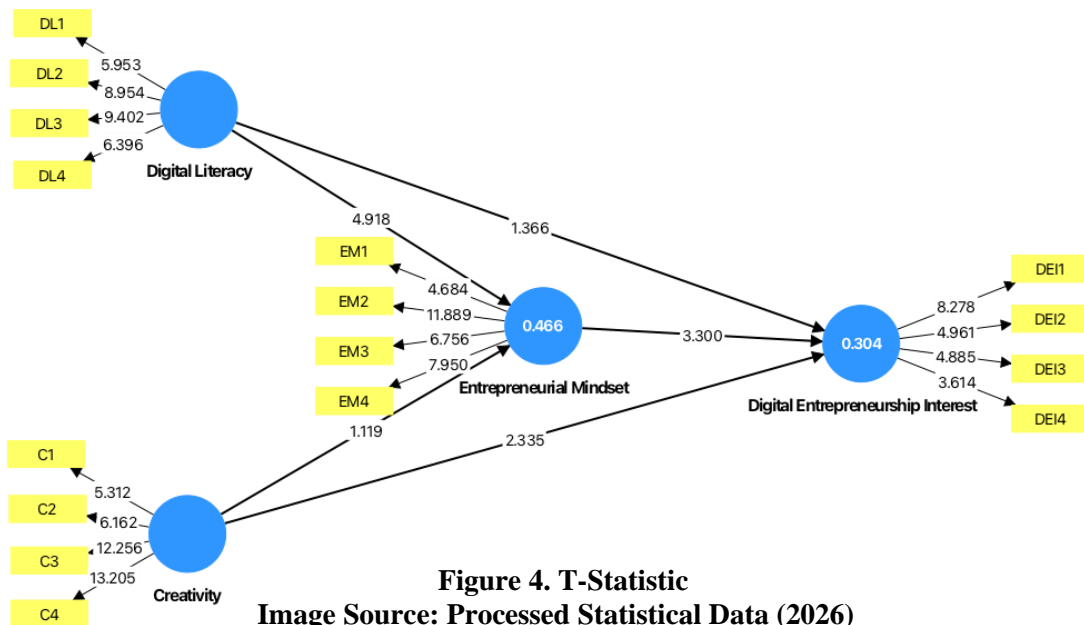 DL1
5.953
DL2
8.954
DL3
9.402
DL4
6.396
Digital Literacy
4.918
1.366
EM1
4.684
EM2
11.889
EM3
6.756
EM4
7.950
0.466
Entrepreneurial Mindset
3.300
1.119
2.335
0.304
Digital Entrepreneurship Interest
DEI1
8.278
DEI2
4.961
DEI3
4.885
DEI4
3.614
C1
5.312
C2
6.162
C3
12.256
C4
13.205
Creativity
Figure 4. T-Statistic
Image Source: Processed Statistical Data (2026)